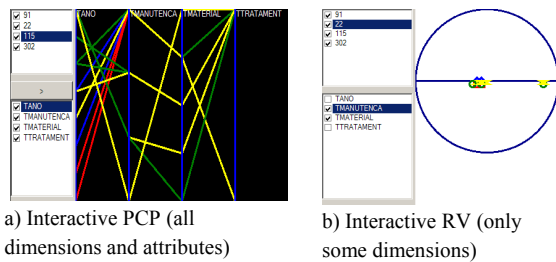 91
22
115
302
>
TANO
TMANUTENCA
TMATERIAL
TTRATAMENT
TANO TMANUTENCA TMATERIAL TTRATAMENT
a) Interactive PCP (all
dimensions and attributes)
91
22
115
302
TANO
TMANUTENCA
TMATERIAL
TTRATAMENT
b) Interactive RV (only
some dimensions)